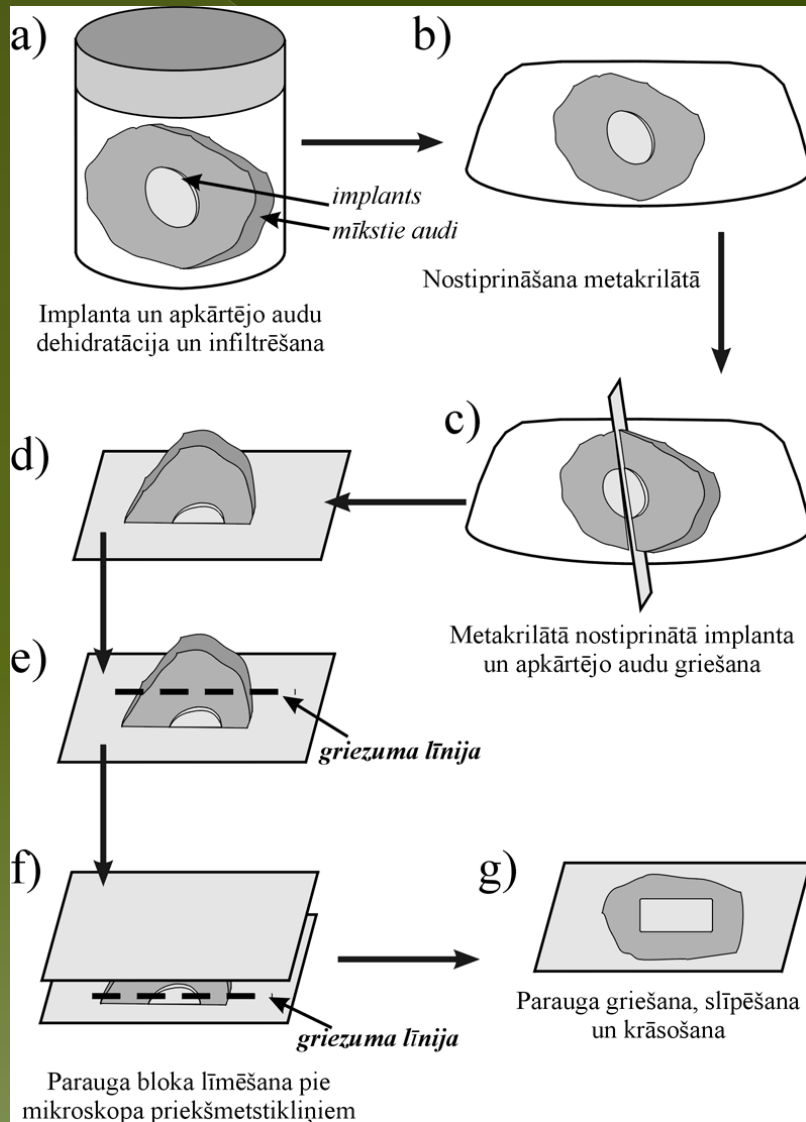 a)
implants
mīkstie audi
Implanta un apkārtējo audu
dehidratācija un infiltrēšana
b)
Nostiprināšana metakrilātā
c)
Metakrilātā nostiprinātā implanta
un apkārtējo audu griešana
d)
e)
griezuma līnija
f)
griezuma līnija
Parauga bloka līmēšana pie
mikroskopa priekšmetstikliņiem
g)
Parauga griešana, slīpēšana
un krāsošana